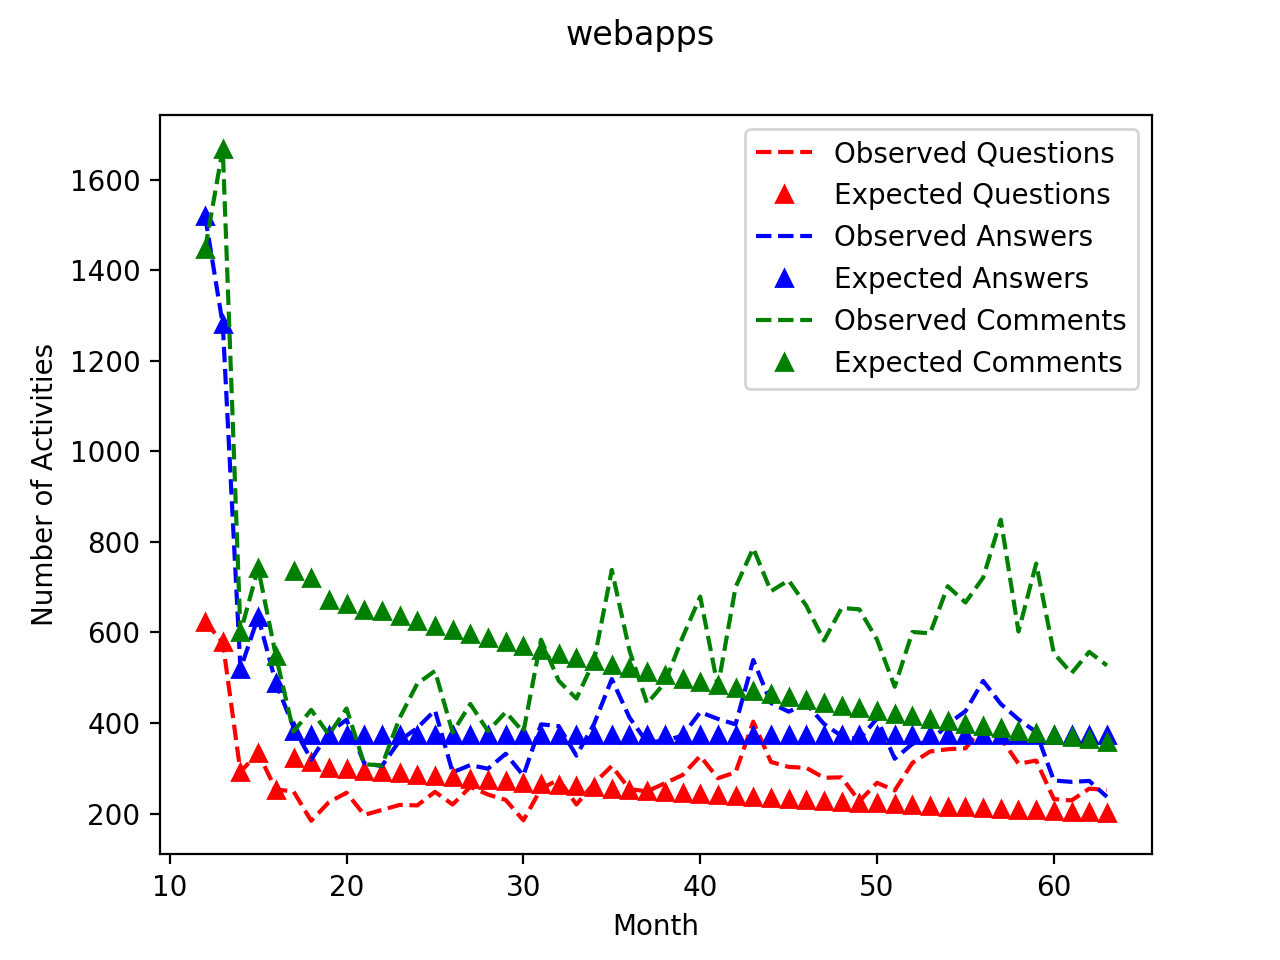 webapps
Observed Questions
Expected Questions
Observed Answers
Expected Answers
Observed Comments
Expected Comments
1600
1400
1200
1000
800
600
400
200
Number of Activities
10 20 30 40 50 60
Month